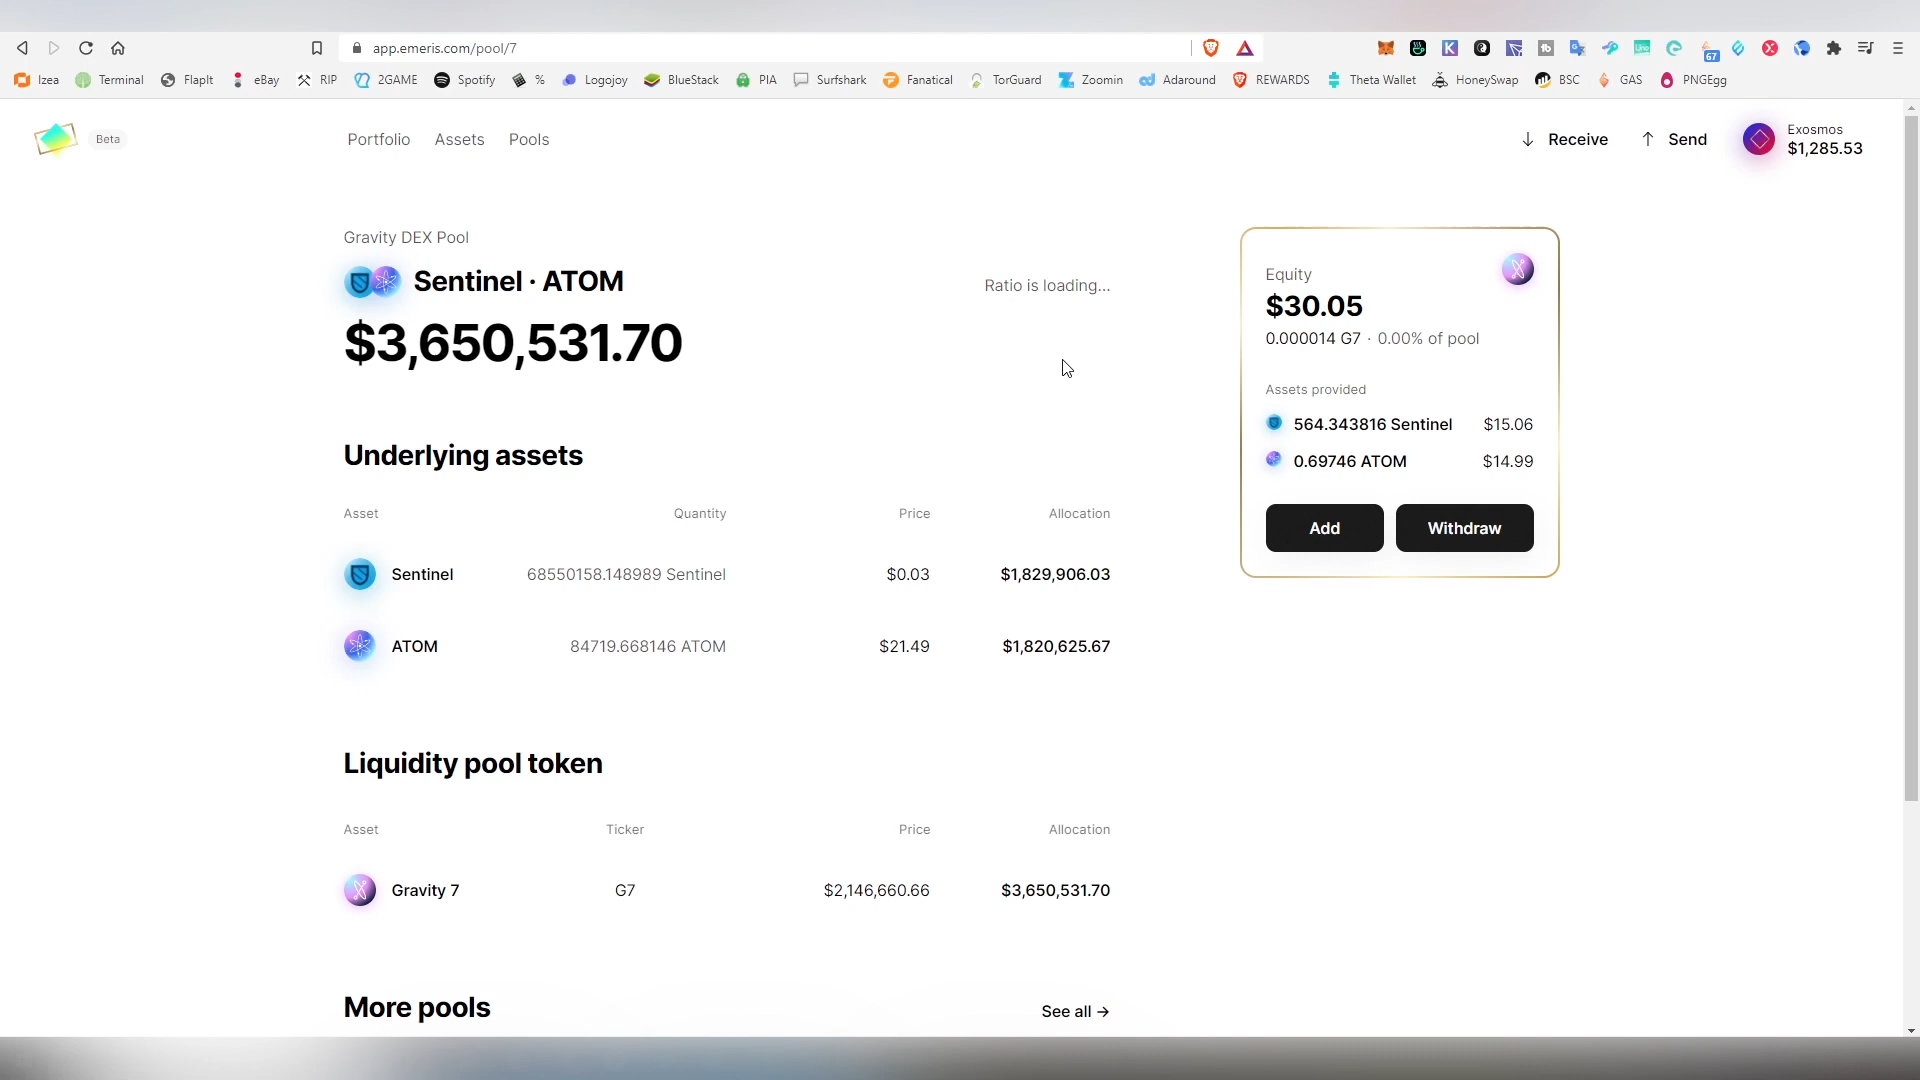 app.emeris.com/pool/7
67
Izea Terminal FlapIt eBay RIP 2GAME Spotify % Logojoy BlueStack PIA Surfshark Fanatical TorGuard Zoomin Adaround REWARDS Theta Wallet HoneySwap BSC GAS PNGEgg
Beta
Portfolio Assets Pools
Receive Send
Exosmos
$1,285.53
Gravity DEX Pool
Sentinel · ATOM
Ratio is loading...
$3,650,531.70
Equity
$30.05
0.000014 G7 · 0.00% of pool
Assets provided
564.343816 Sentinel $15.06
0.69746 ATOM $14.99
Add Withdraw
Underlying assets
Asset Quantity Price Allocation
Sentinel 68550158.148989 Sentinel $0.03 $1,829,906.03
ATOM 84719.668146 ATOM $21.49 $1,820,625.67
Liquidity pool token
Asset Ticker Price Allocation
Gravity 7 G7 $2,146,660.66 $3,650,531.70
More pools
See all →